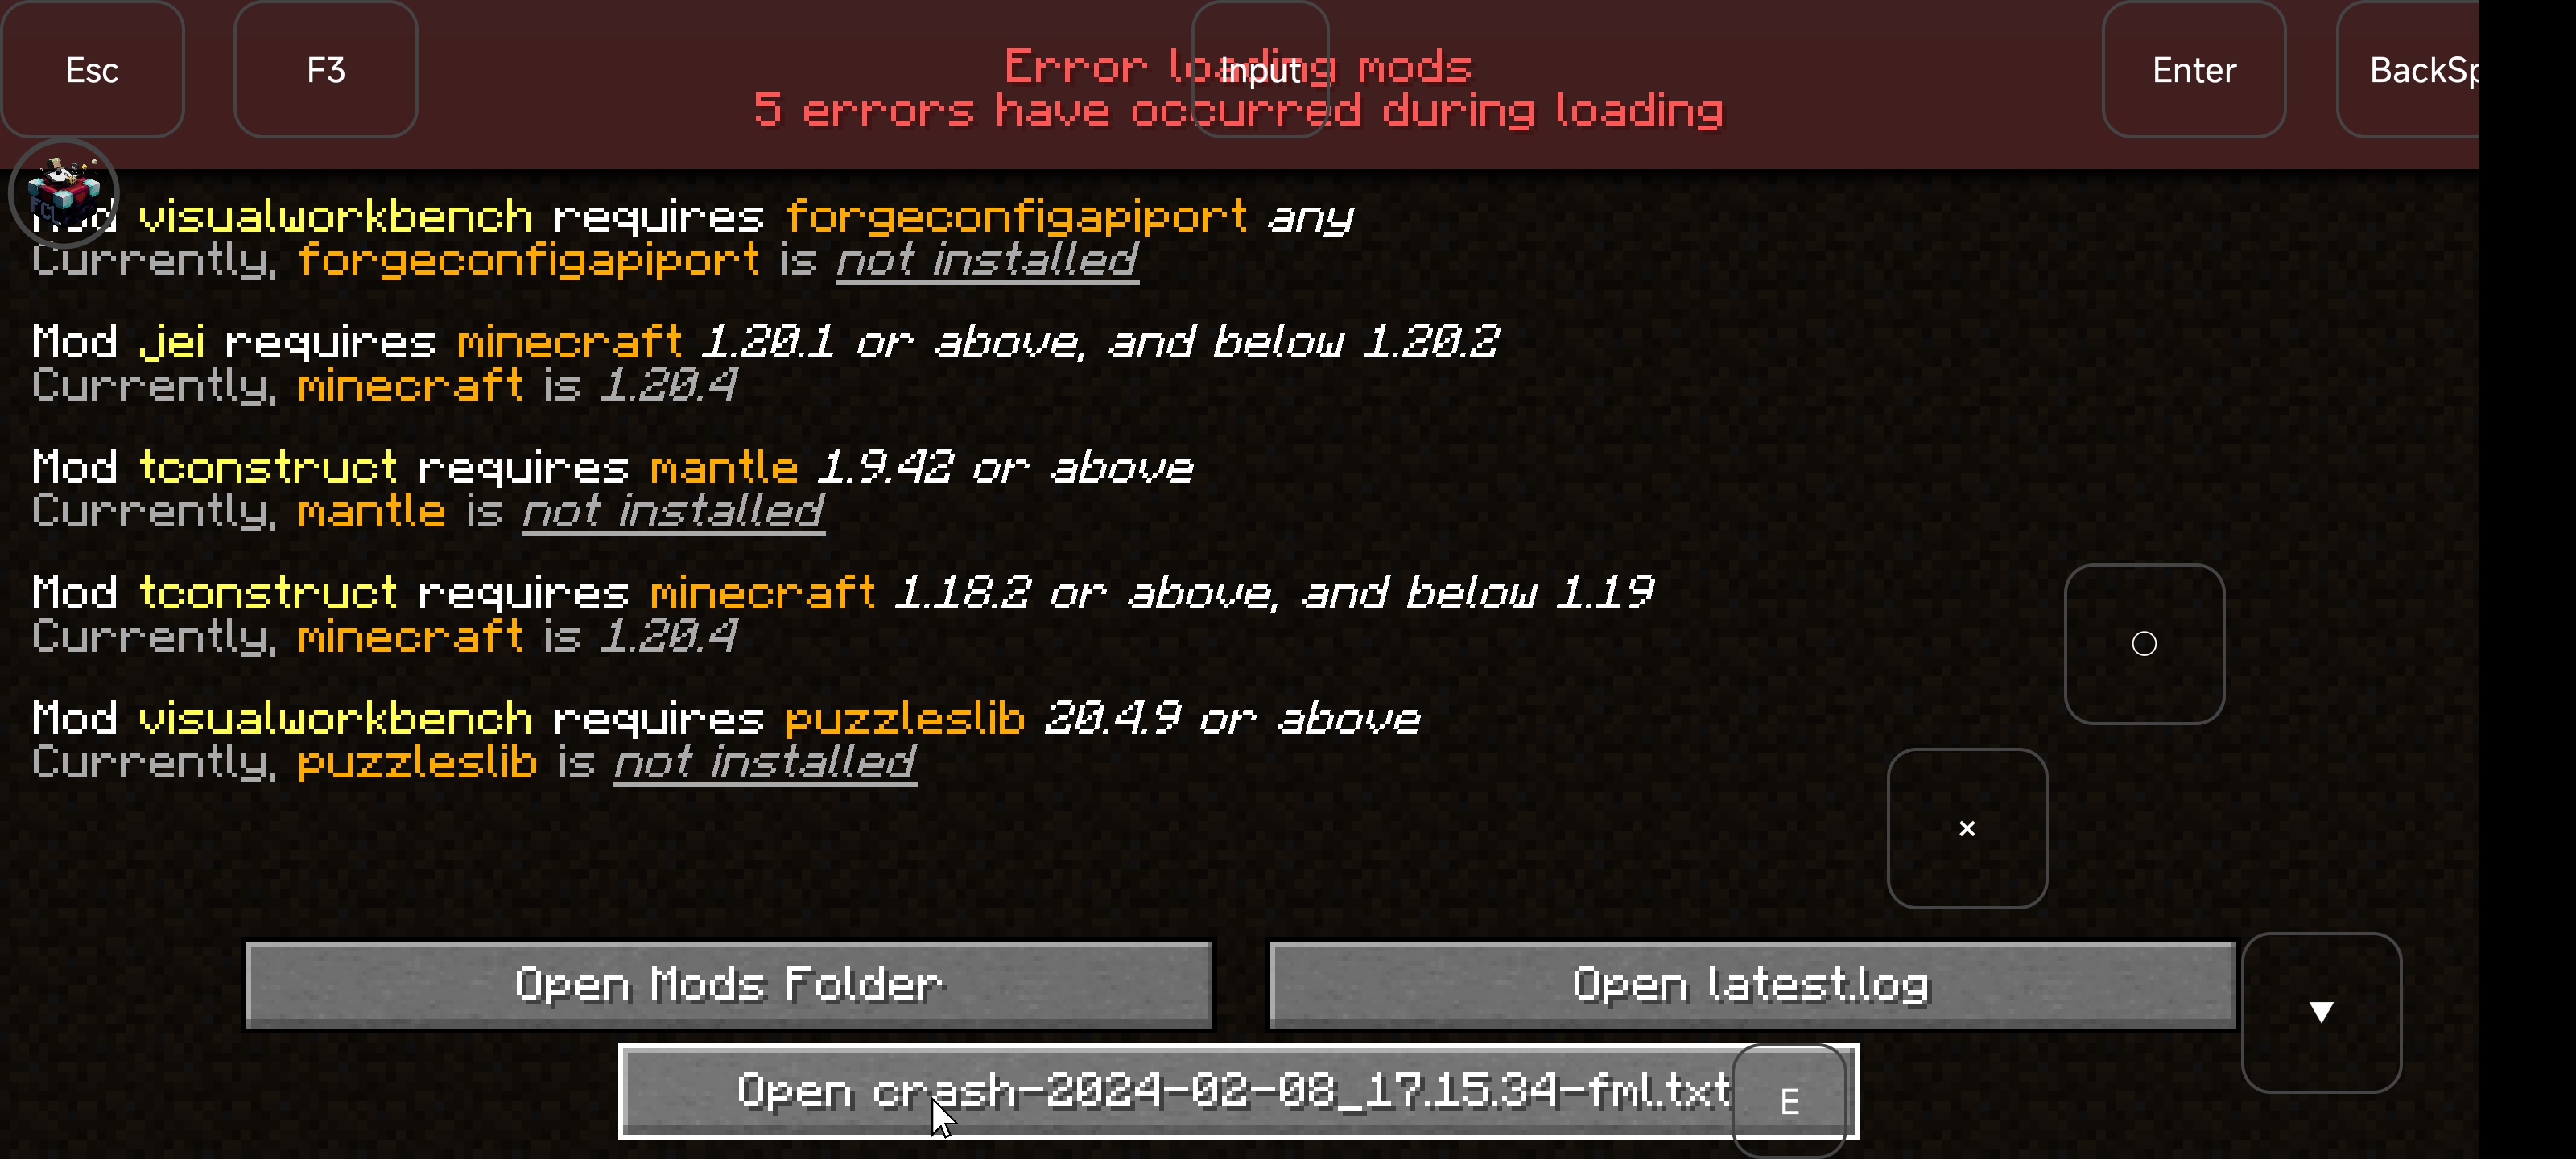 Esc
F3
Input
Enter
BackSp
Error loading mods
5 errors have occurred during loading
FCL
Mod visualworkbench requires forgeconfigapiport any
Currently, forgeconfigapiport is not installed
Mod jei requires minecraft 1.20.1 or above, and below 1.20.2
Currently, minecraft is 1.20.4
Mod tconstruct requires mantle 1.9.42 or above
Currently, mantle is not installed
Mod tconstruct requires minecraft 1.18.2 or above, and below 1.19
Currently, minecraft is 1.20.4
Mod visualworkbench requires puzzleslib 20.4.9 or above
Currently, puzzleslib is not installed
Open Mods Folder
Open latest.log
Open crash-2024-02-08_17.15.34-fml.txt
E